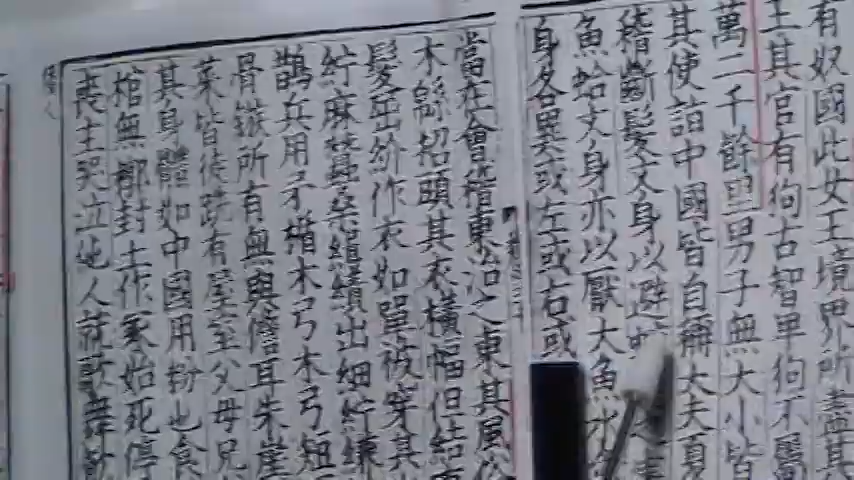 有奴國此女王境界所盡其
王其官有狗古智卑狗不屬
萬二千餘里男子無大小皆
其使詣中國皆自稱大夫夏
稽斷髮文身以避
魚蛤文身亦以厭大魚水
身各異或左或右或
當在會稽東治之東其風俗
木緜招頭其衣橫幅但結束
髮屈紒作衣如單被穿其
紵麻蠶桑緝績出細紵縑
鵲兵用矛楯木弓木弓短
骨鏃所有無與儋耳朱崖
菜皆徒跣有屋室父母兄
其身體如中國用粉也食
棺無槨封土作冢始死停
喪主哭泣他人就歌舞飲